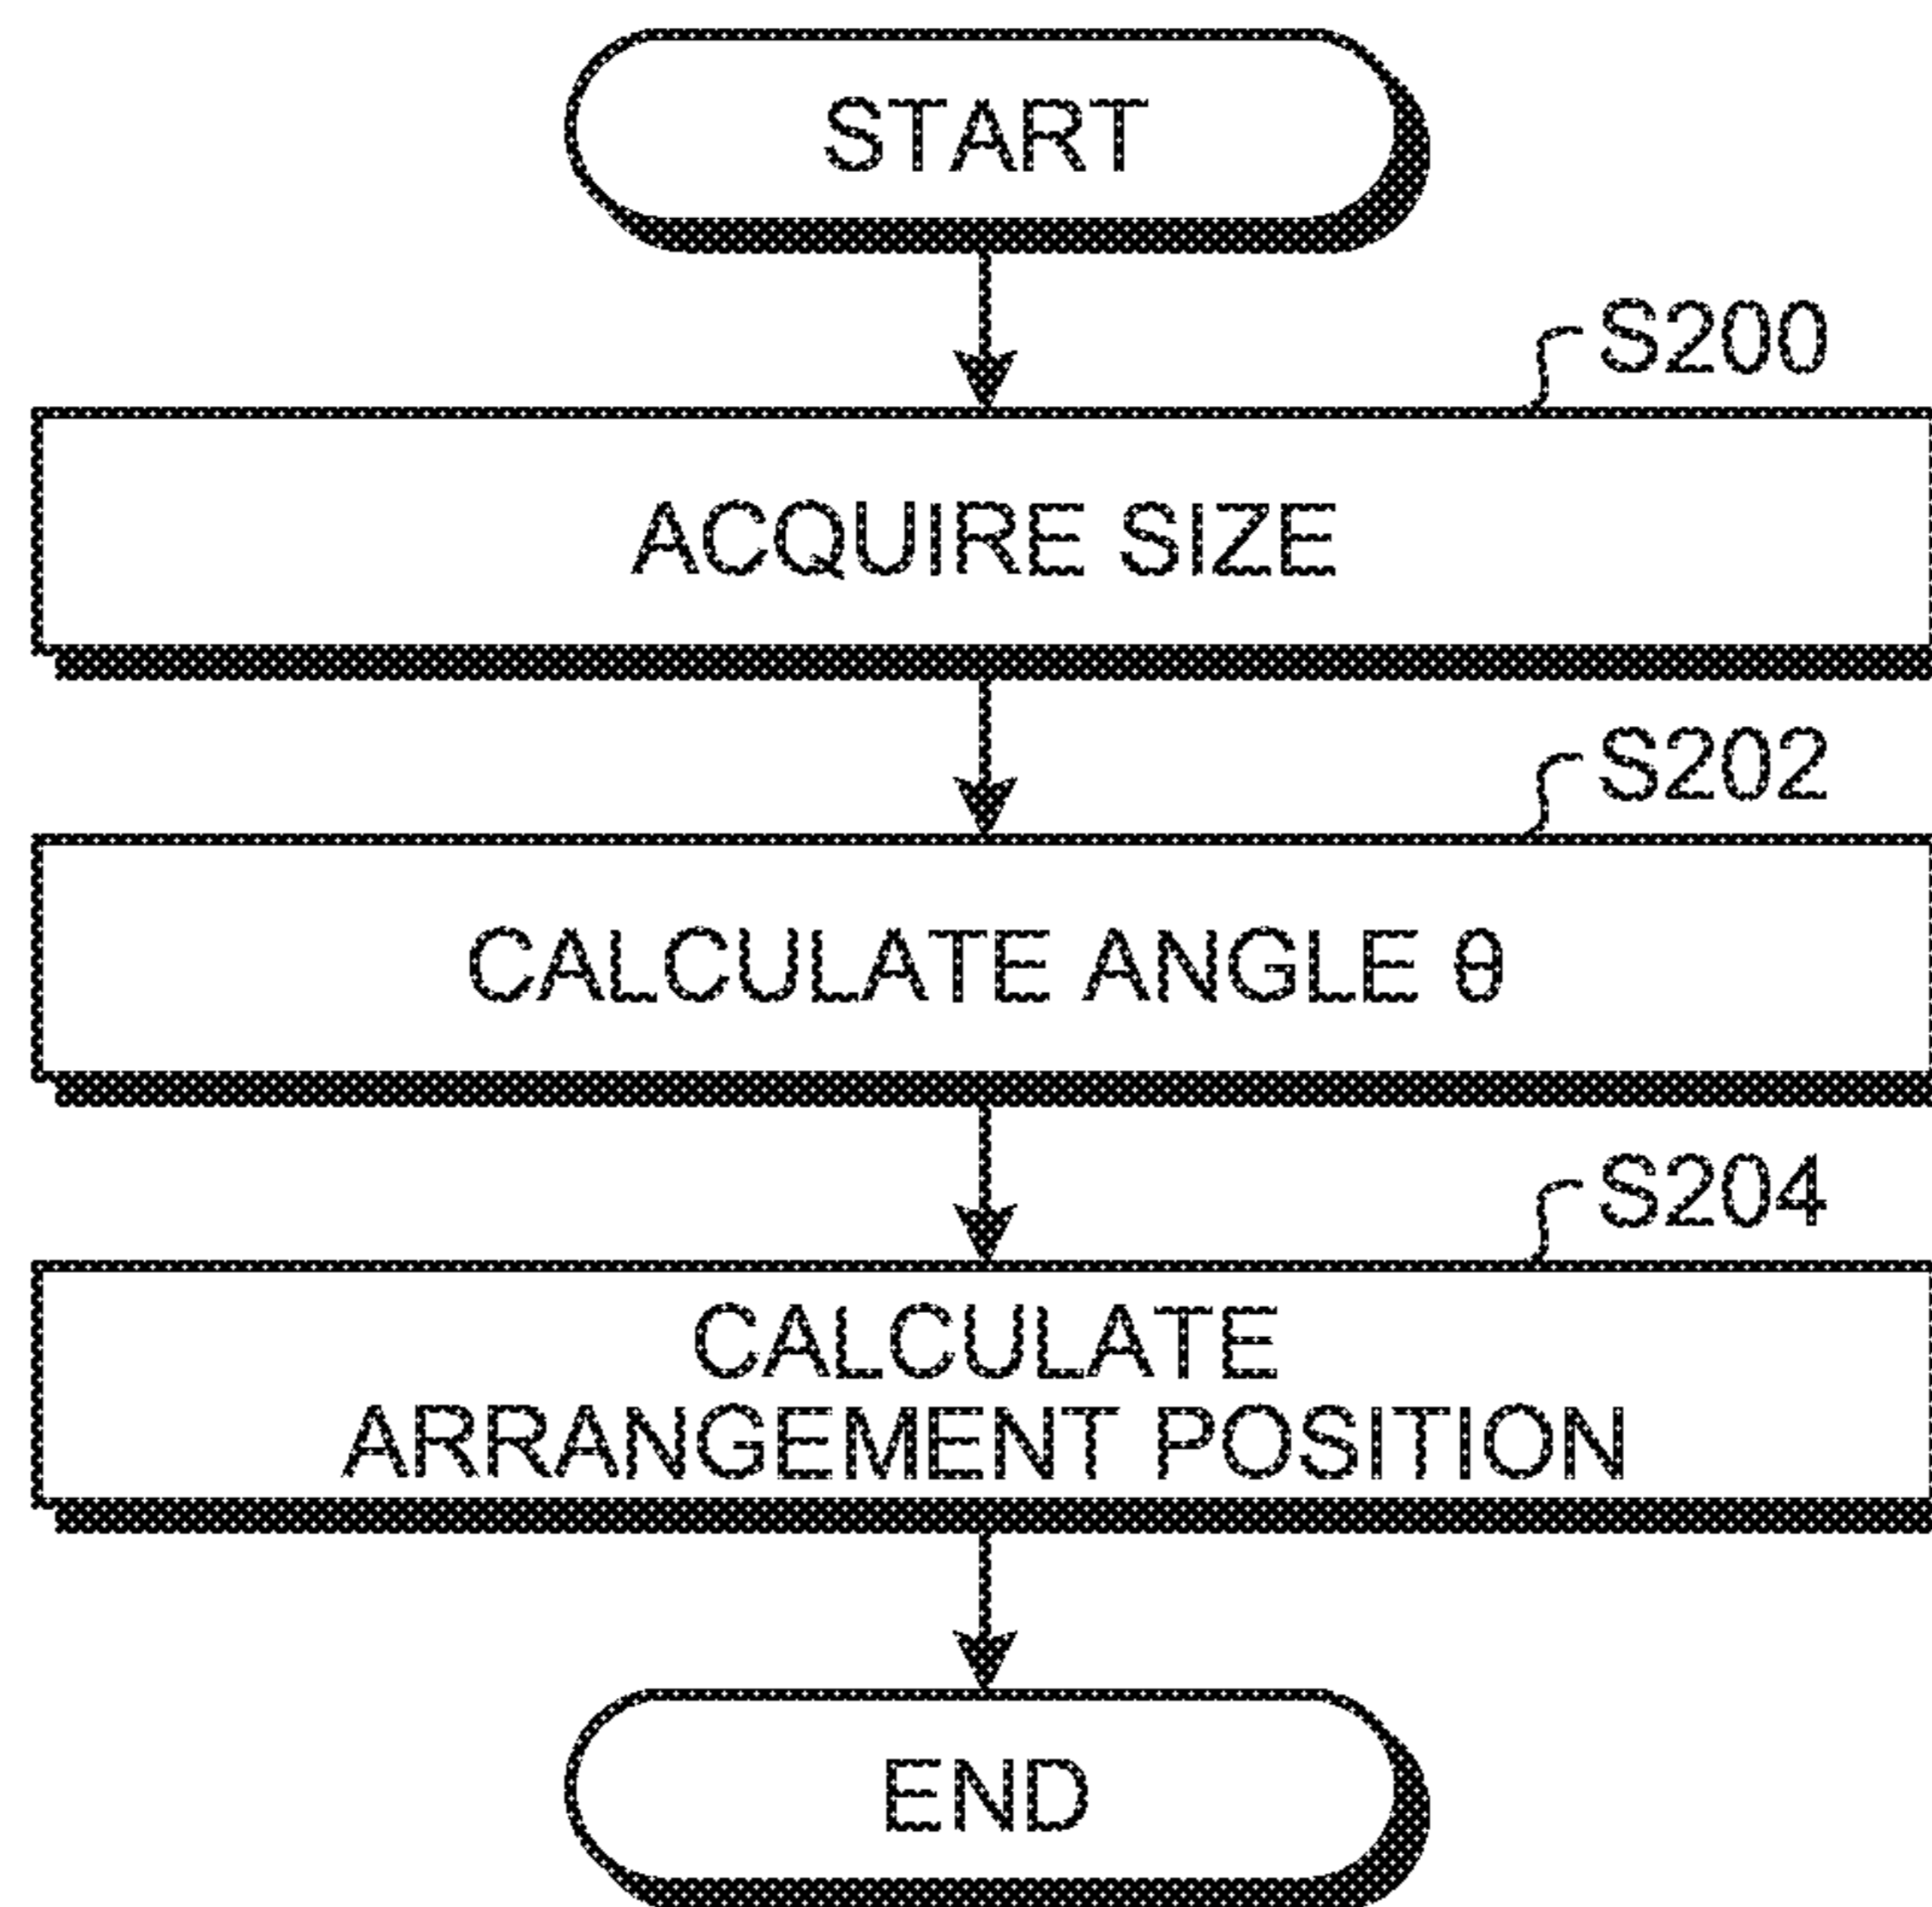 START
S200
ACQUIRE SIZE
S202
CALCULATE ANGLE θ
S204
CALCULATE
ARRANGEMENT POSITION
END